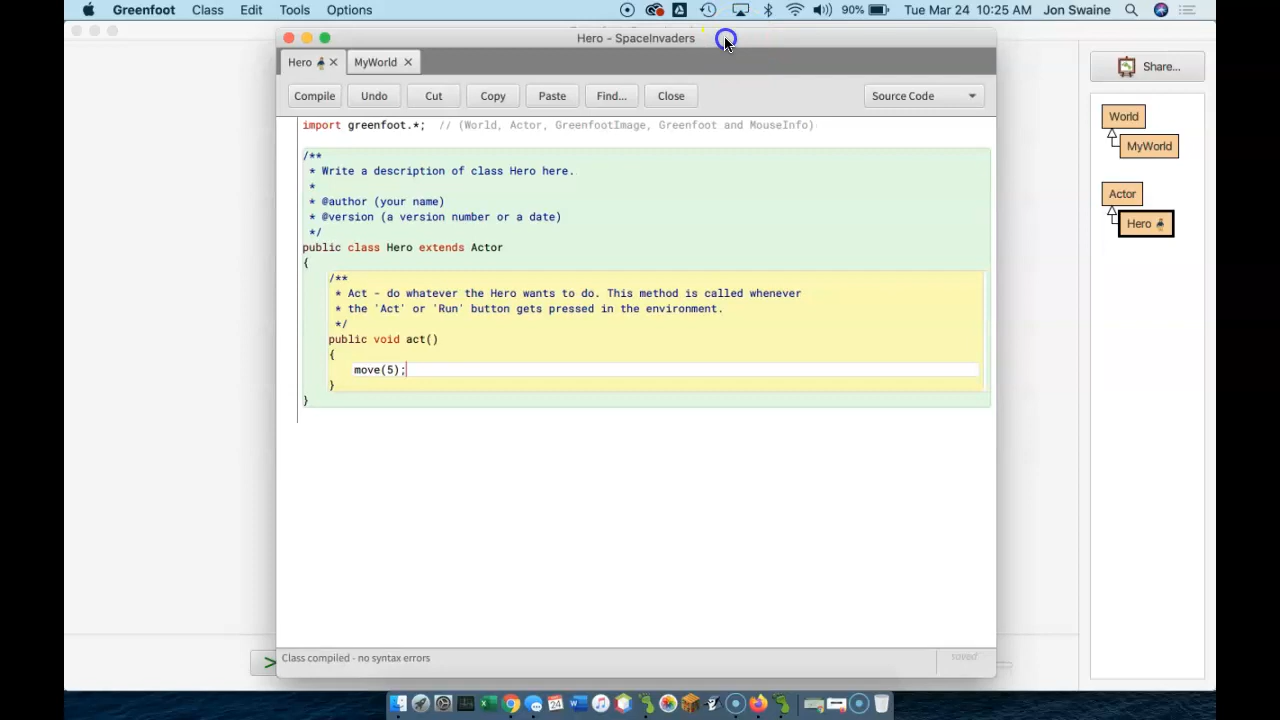 Greenfoot Class Edit Tools Options 90% Tue Mar 24 10:25 AM Jon Swaine
Hero - SpaceInvaders
Hero MyWorld
Compile Undo Cut Copy Paste Find... Close Source Code
Share...
import greenfoot.*; // (World, Actor, GreenfootImage, Greenfoot and MouseInfo)
/**
* Write a description of class Hero here.
*
* @author (your name)
* @version (a version number or a date)
*/
public class Hero extends Actor
{
/**
* Act - do whatever the Hero wants to do. This method is called whenever
* the 'Act' or 'Run' button gets pressed in the environment.
*/
public void act()
{
move(5);
}
}
World
MyWorld
Actor
Hero
Class compiled - no syntax errors
saved
24